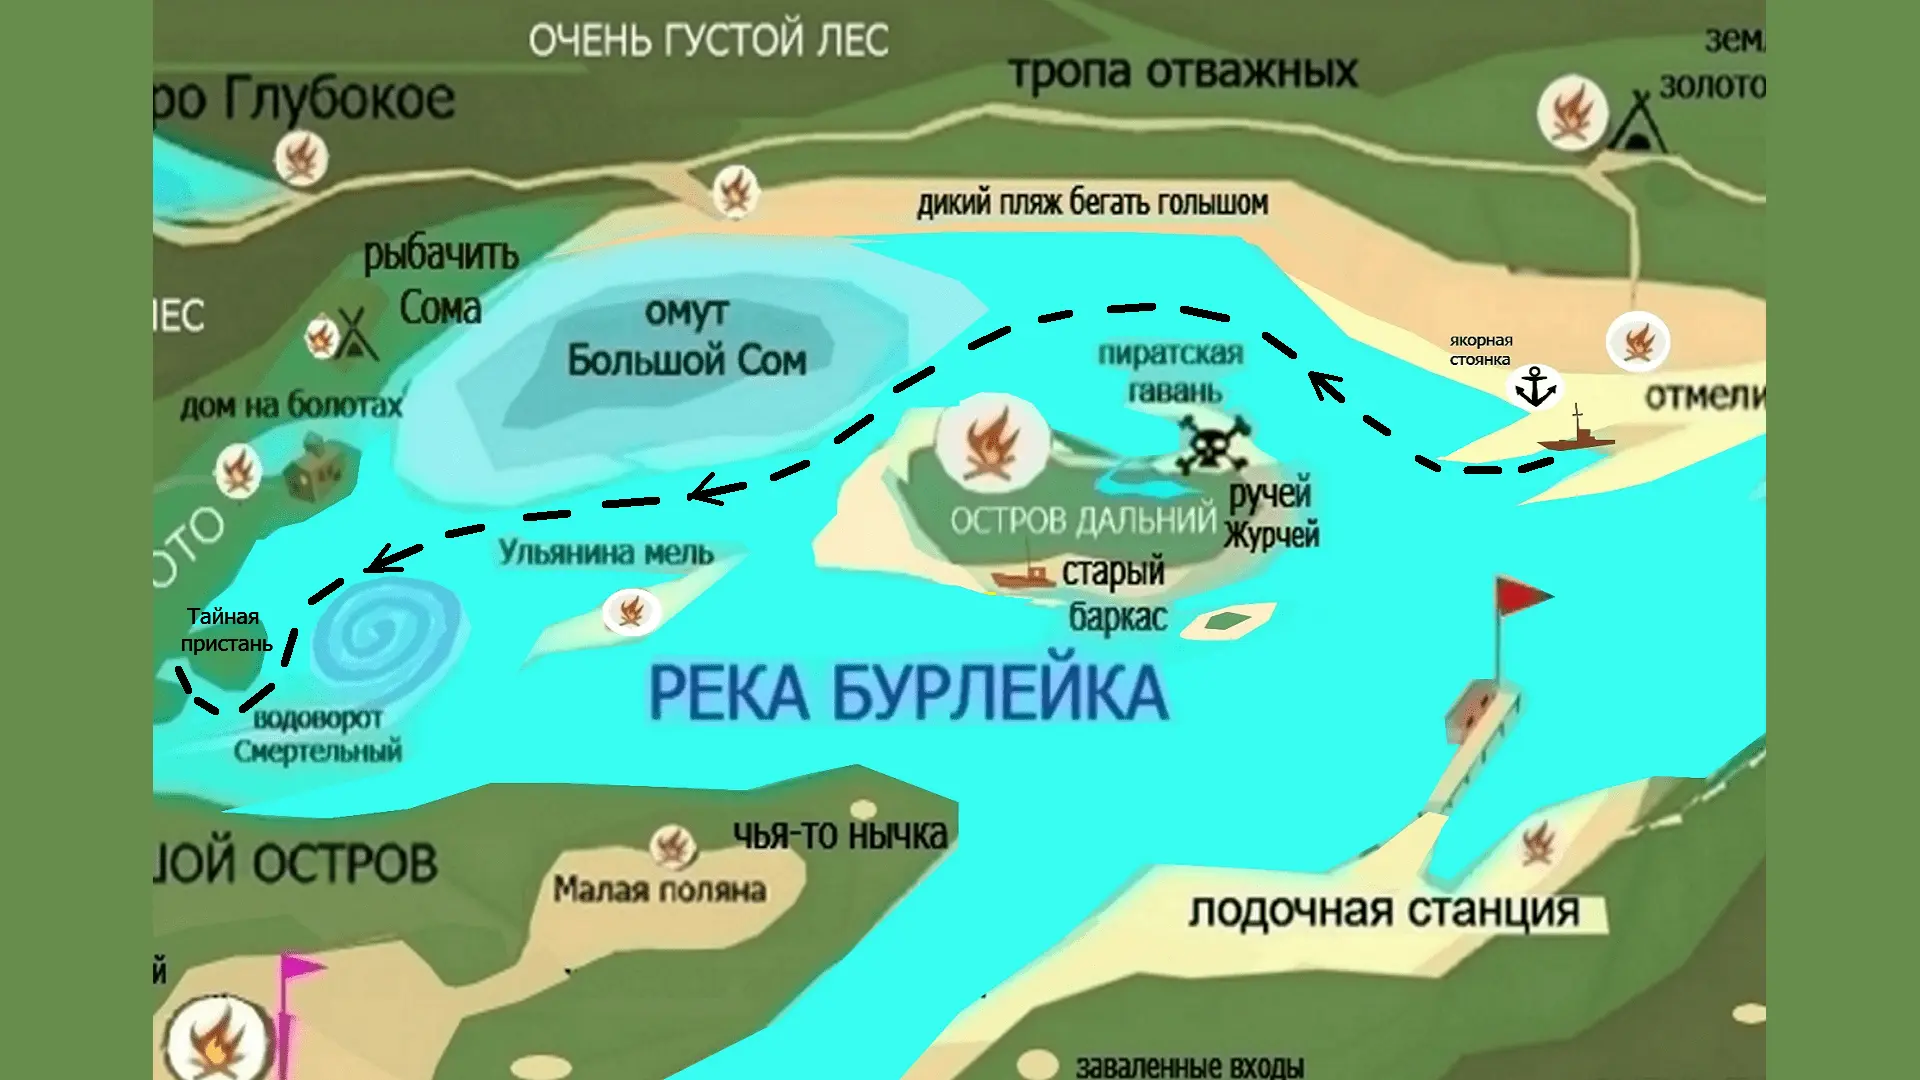 ОЧЕНЬ ГУСТОЙ ЛЕС
тропа отважных
зем
золото
ро Глубокое
дикий пляж бегать голышом
рыбачить
Сома
ЛЕС
омут
Большой Сом
пиратская
гавань
якорная
стоянка
отмели
дом на болотах
ручей
Журчей
ОСТРОВ ДАЛЬНИЙ
ОТО
Ульянина мель
старый
баркас
Тайная
пристань
РЕКА БУРЛЕЙКА
водоворот
Смертельный
чья-то нычка
ШОЙ ОСТРОВ
Малая поляна
лодочная станция
й
заваленные входы